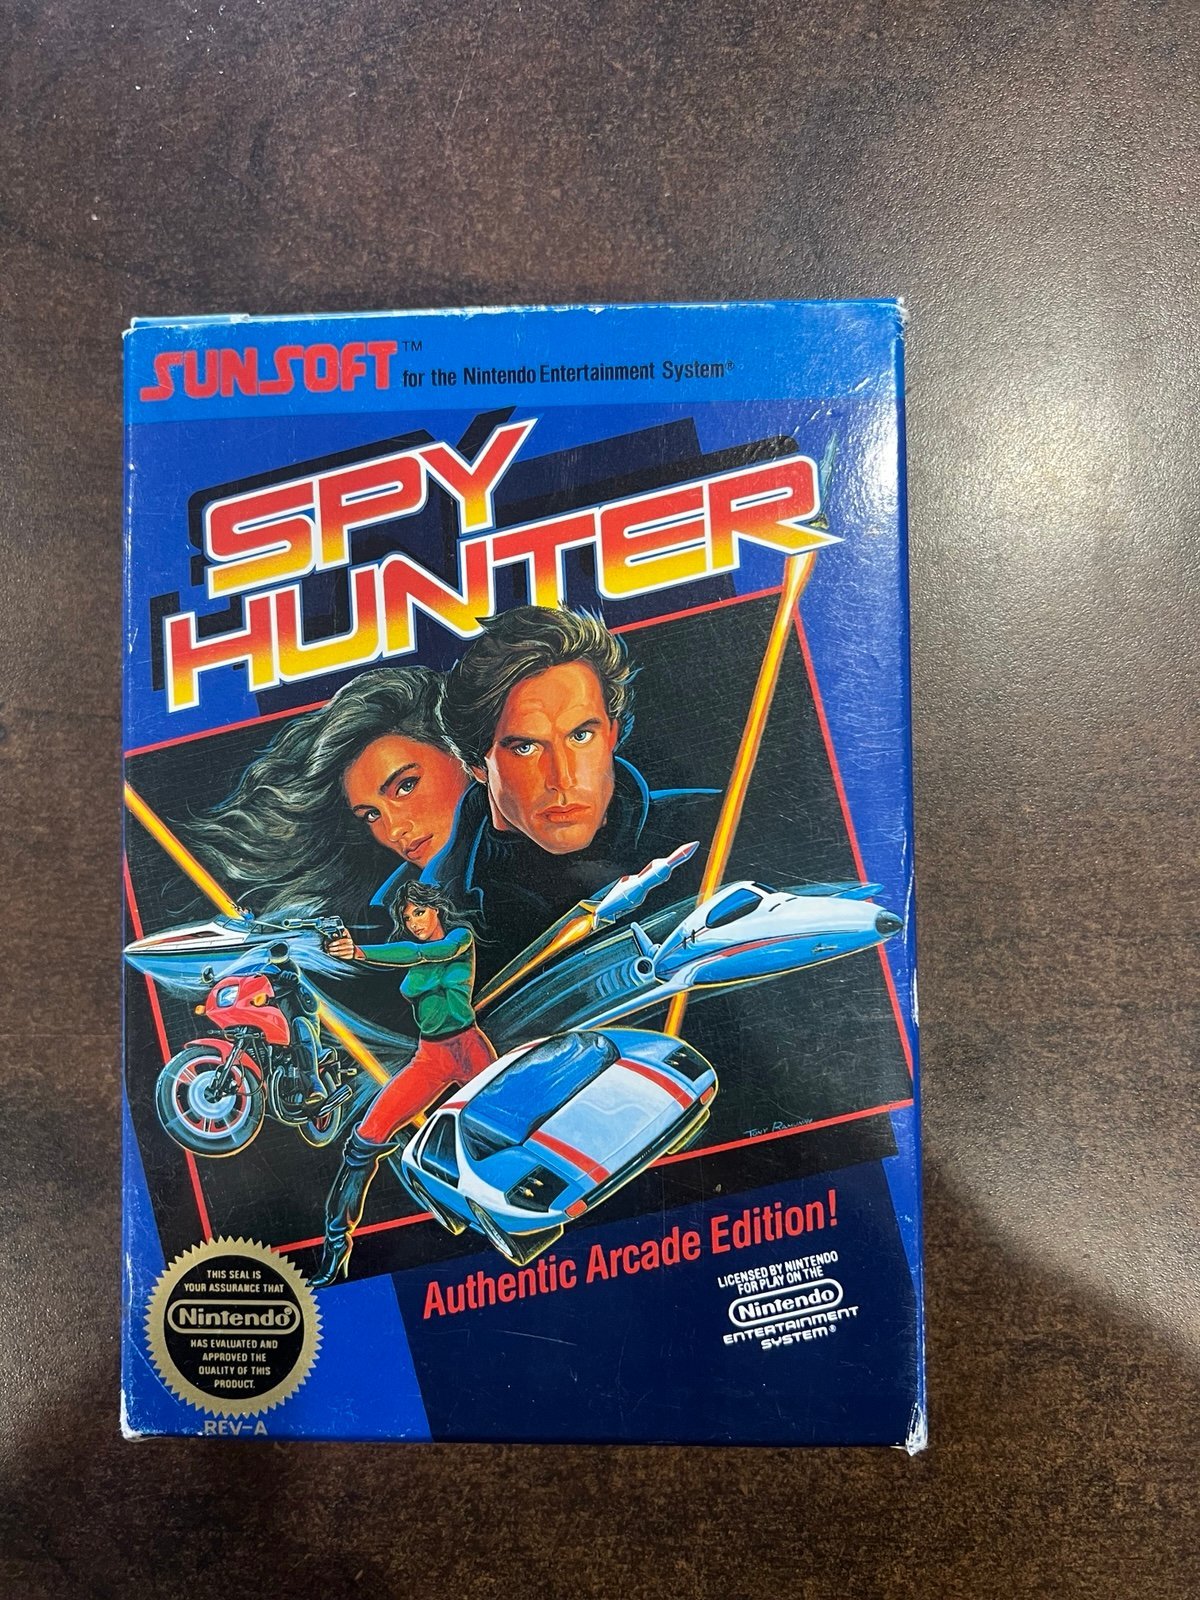 SUNSOFT™ for the Nintendo Entertainment System®
SPY
HUNTER
TONY RAMUNNI
Authentic Arcade Edition!
LICENSED BY NINTENDO
FOR PLAY ON THE
Nintendo
ENTERTAINMENT
SYSTEM®
THIS SEAL IS
YOUR ASSURANCE THAT
Nintendo®
HAS EVALUATED AND
APPROVED THE
QUALITY OF THIS
PRODUCT.
REV-A